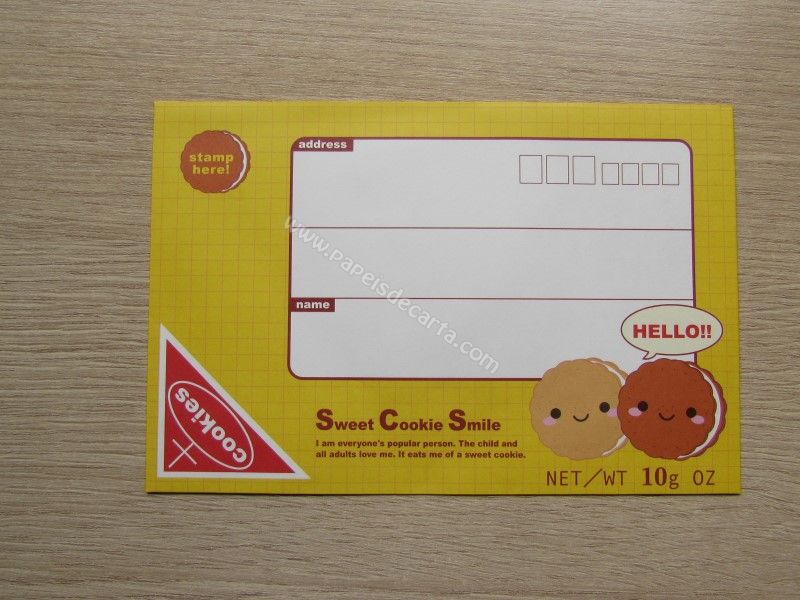 stamp
here!
address
name
www.papeisdecarta.com
HELLO!!
cookies
Sweet Cookie Smile
I am everyone's popular person. The child and
all adults love me. It eats me of a sweet cookie.
NET/WT 10g OZ